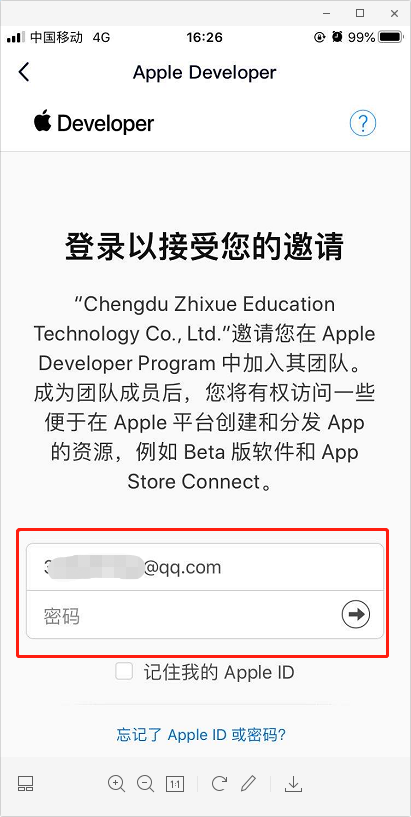 中国移动 4G 16:26 99%
Apple Developer
Developer ?
登录以接受您的邀请
“Chengdu Zhixue Education
Technology Co., Ltd.”邀请您在 Apple
Developer Program 中加入其团队。
成为团队成员后，您将有权访问一些
便于在 Apple 平台创建和分发 App
的资源，例如 Beta 版软件和 App
Store Connect。
@qq.com
密码
记住我的 Apple ID
忘记了 Apple ID 或密码?
1:1